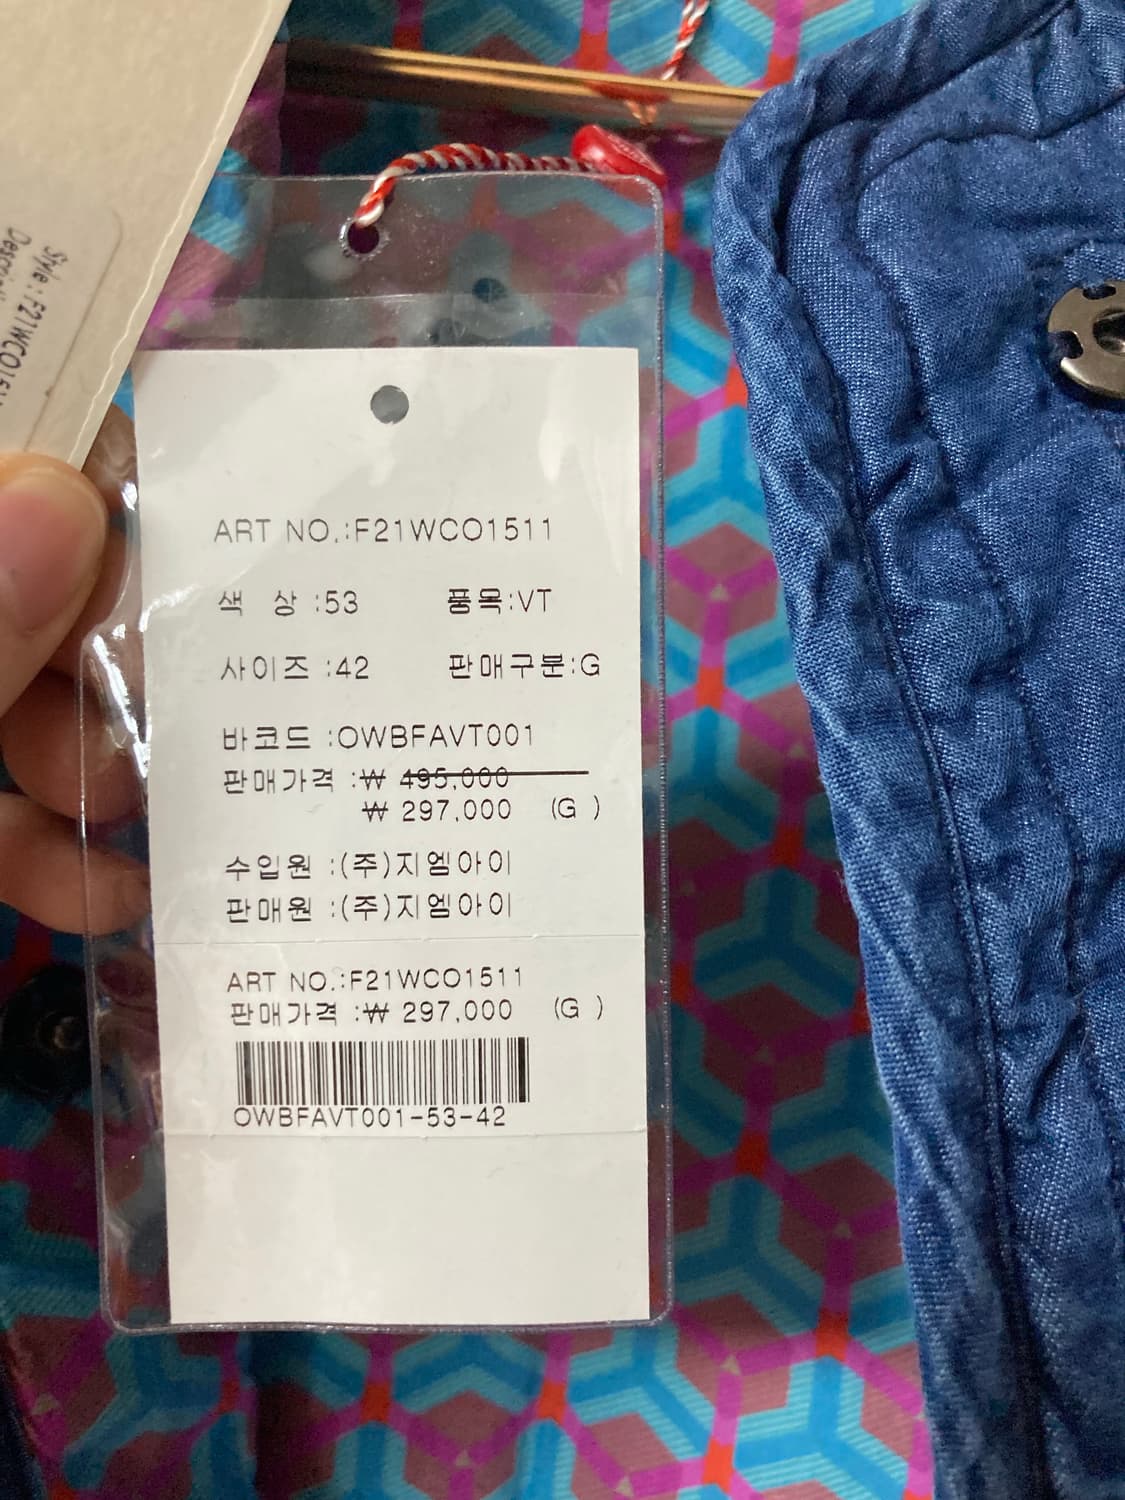 Style: F21WCO151
ART NO.:F21WCO1511
색 상 :53 품목:VT
사이즈 :42 판매구분:G
바코드 :OWBFAVT001
판매가격 :₩ 495,000
₩ 297,000 (G )
수입원 :(주)지엠아이
판매원 :(주)지엠아이
ART NO.:F21WCO1511
판매가격 :₩ 297,000 (G )
OWBFAVT001-53-42